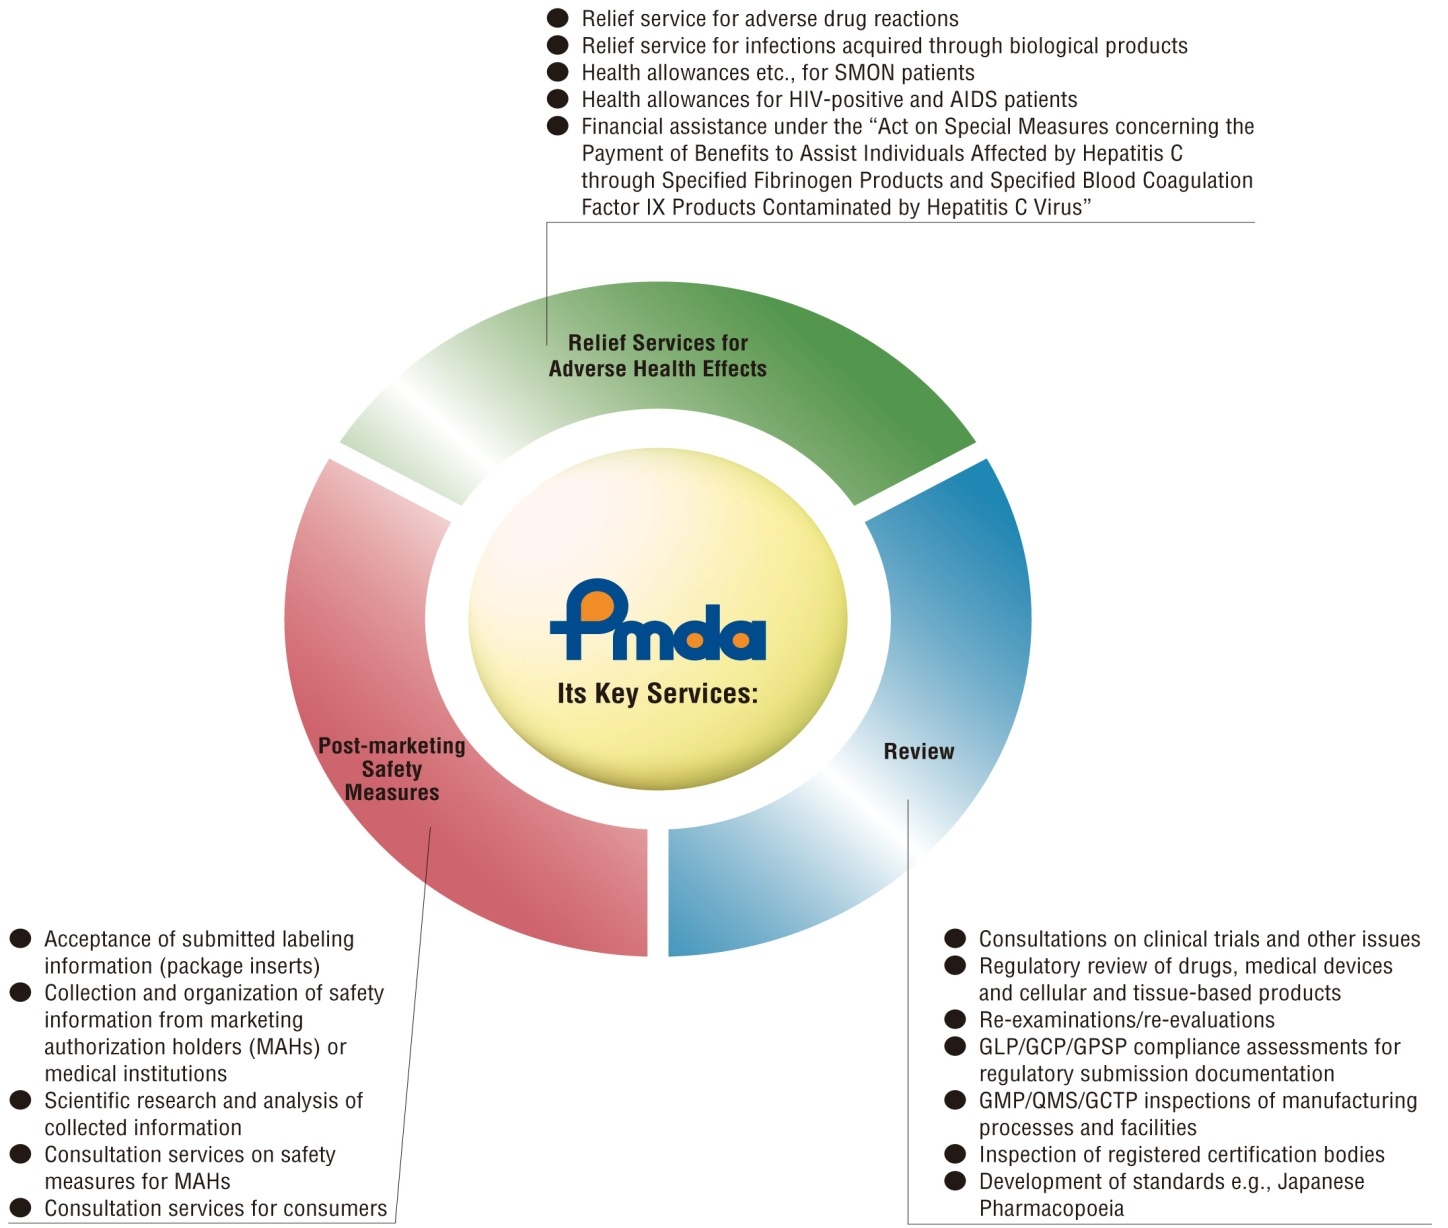 ● Relief service for adverse drug reactions
● Relief service for infections acquired through biological products
● Health allowances etc., for SMON patients
● Health allowances for HIV-positive and AIDS patients
● Financial assistance under the “Act on Special Measures concerning the
Payment of Benefits to Assist Individuals Affected by Hepatitis C
through Specified Fibrinogen Products and Specified Blood Coagulation
Factor IX Products Contaminated by Hepatitis C Virus”
Relief Services for
Adverse Health Effects
Pmda
Its Key Services:
Post-marketing
Safety
Measures
Review
● Acceptance of submitted labeling
information (package inserts)
● Collection and organization of safety
information from marketing
authorization holders (MAHs) or
medical institutions
● Scientific research and analysis of
collected information
● Consultation services on safety
measures for MAHs
● Consultation services for consumers
● Consultations on clinical trials and other issues
● Regulatory review of drugs, medical devices
and cellular and tissue-based products
● Re-examinations/re-evaluations
● GLP/GCP/GPSP compliance assessments for
regulatory submission documentation
● GMP/QMS/GCTP inspections of manufacturing
processes and facilities
● Inspection of registered certification bodies
● Development of standards e.g., Japanese
Pharmacopoeia